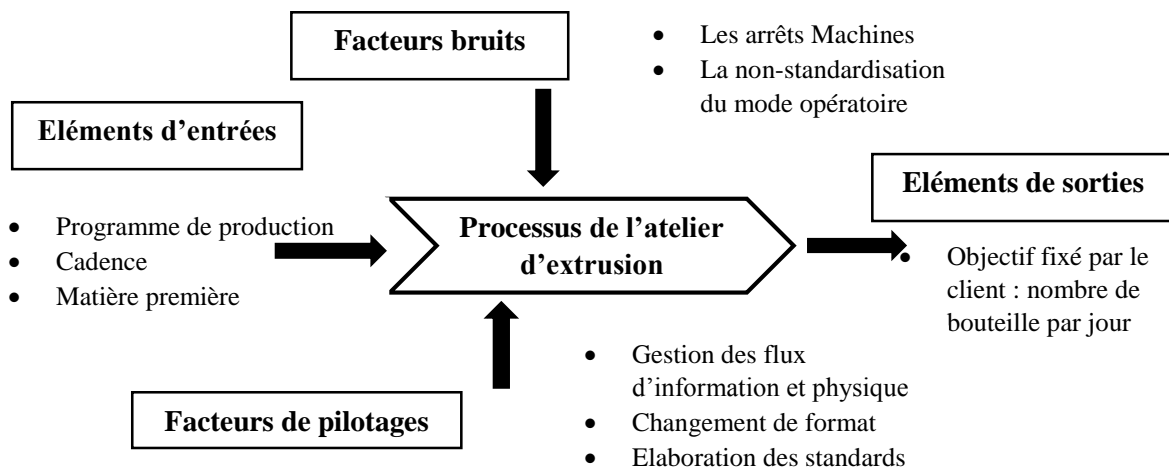 Facteurs bruits
• Les arrêts Machines
• La non-standardisation
du mode opératoire
Eléments d’entrées
• Programme de production
• Cadence
• Matière première
Processus de l’atelier
d’extrusion
Eléments de sorties
• Objectif fixé par le
client : nombre de
bouteille par jour
Facteurs de pilotages
• Gestion des flux
d’information et physique
• Changement de format
• Elaboration des standards